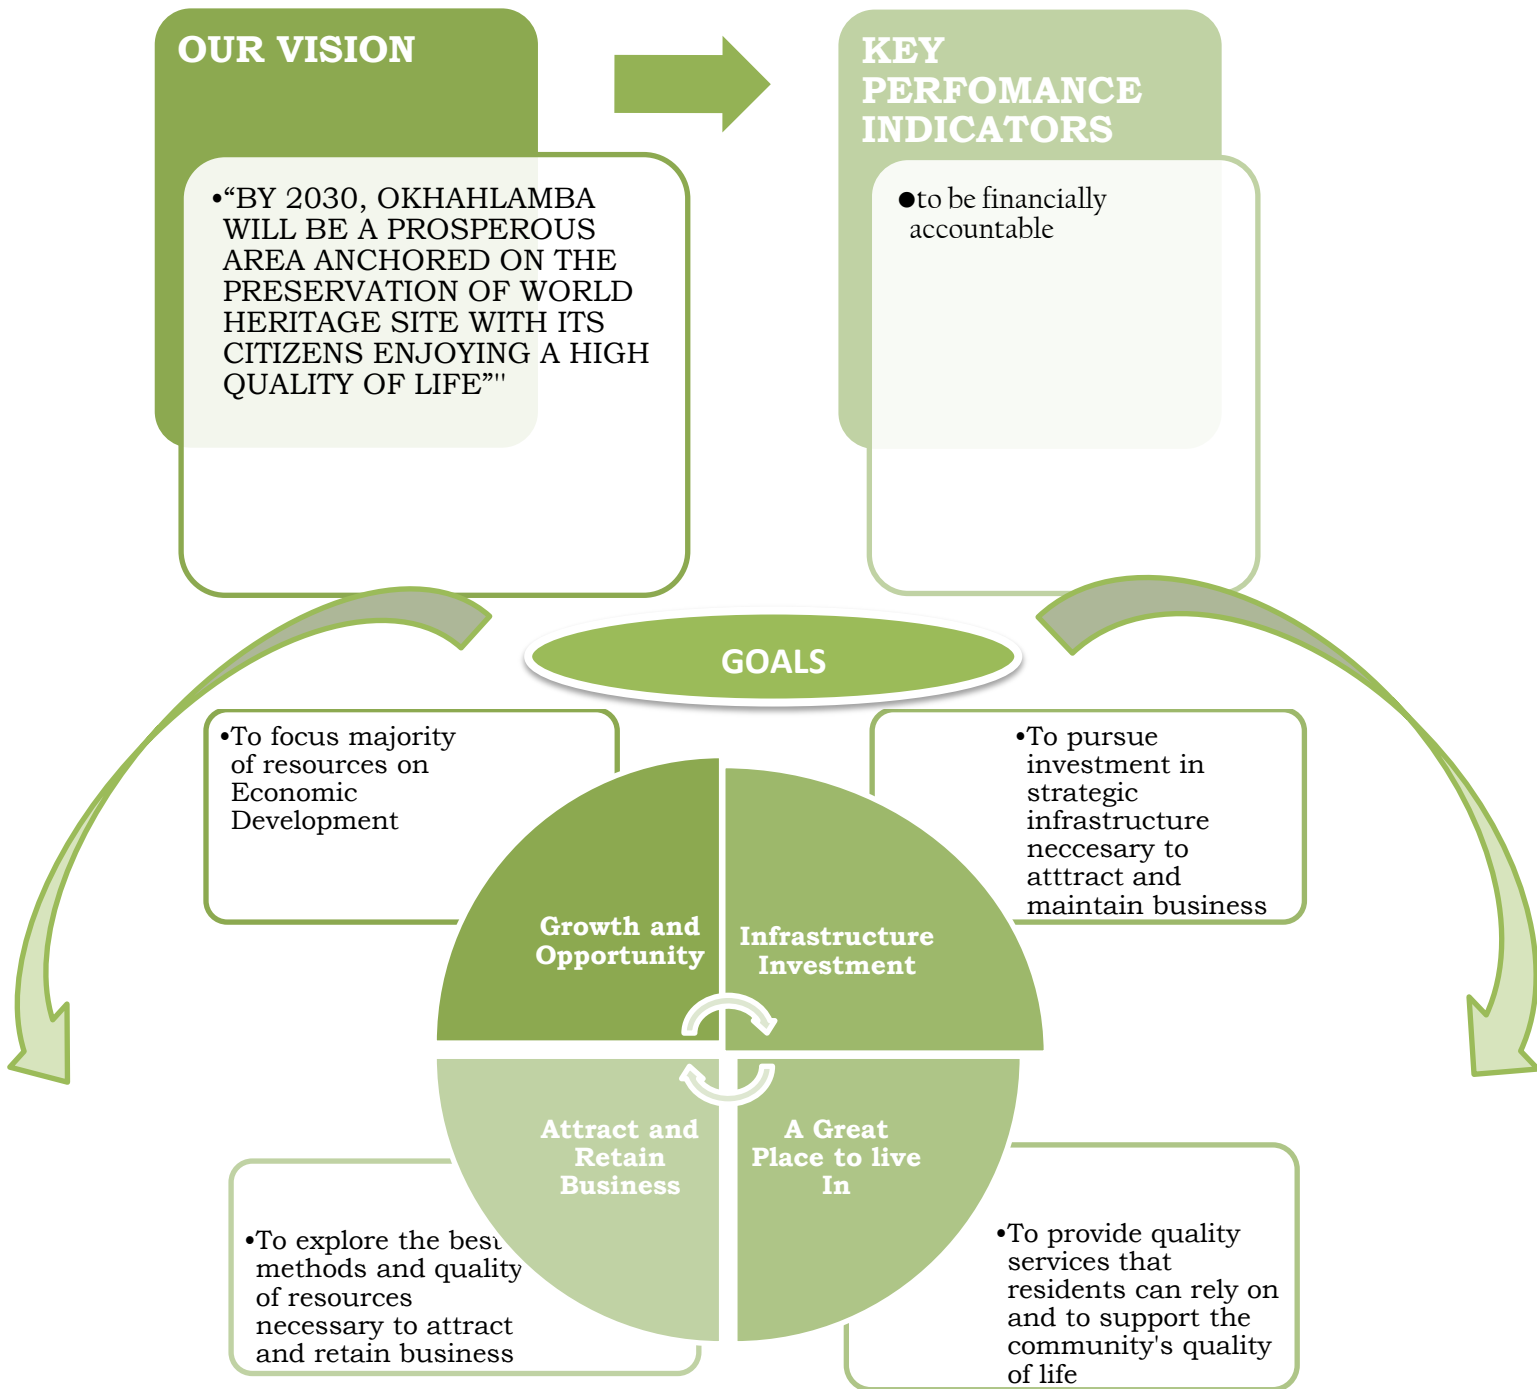 OUR VISION
•“BY 2030, OKHAHLAMBA
WILL BE A PROSPEROUS
AREA ANCHORED ON THE
PRESERVATION OF WORLD
HERITAGE SITE WITH ITS
CITIZENS ENJOYING A HIGH
QUALITY OF LIFE”"
KEY
PERFOMANCE
INDICATORS
●to be financially
accountable
GOALS
•To focus majority
of resources on
Economic
Development
•To pursue
investment in
strategic
infrastructure
neccesary to
atttract and
maintain business
Growth and
Opportunity
Infrastructure
Investment
Attract and
Retain
Business
A Great
Place to live
In
•To explore the best
methods and quality
of resources
necessary to attract
and retain business
•To provide quality
services that
residents can rely on
and to support the
community's quality
of life